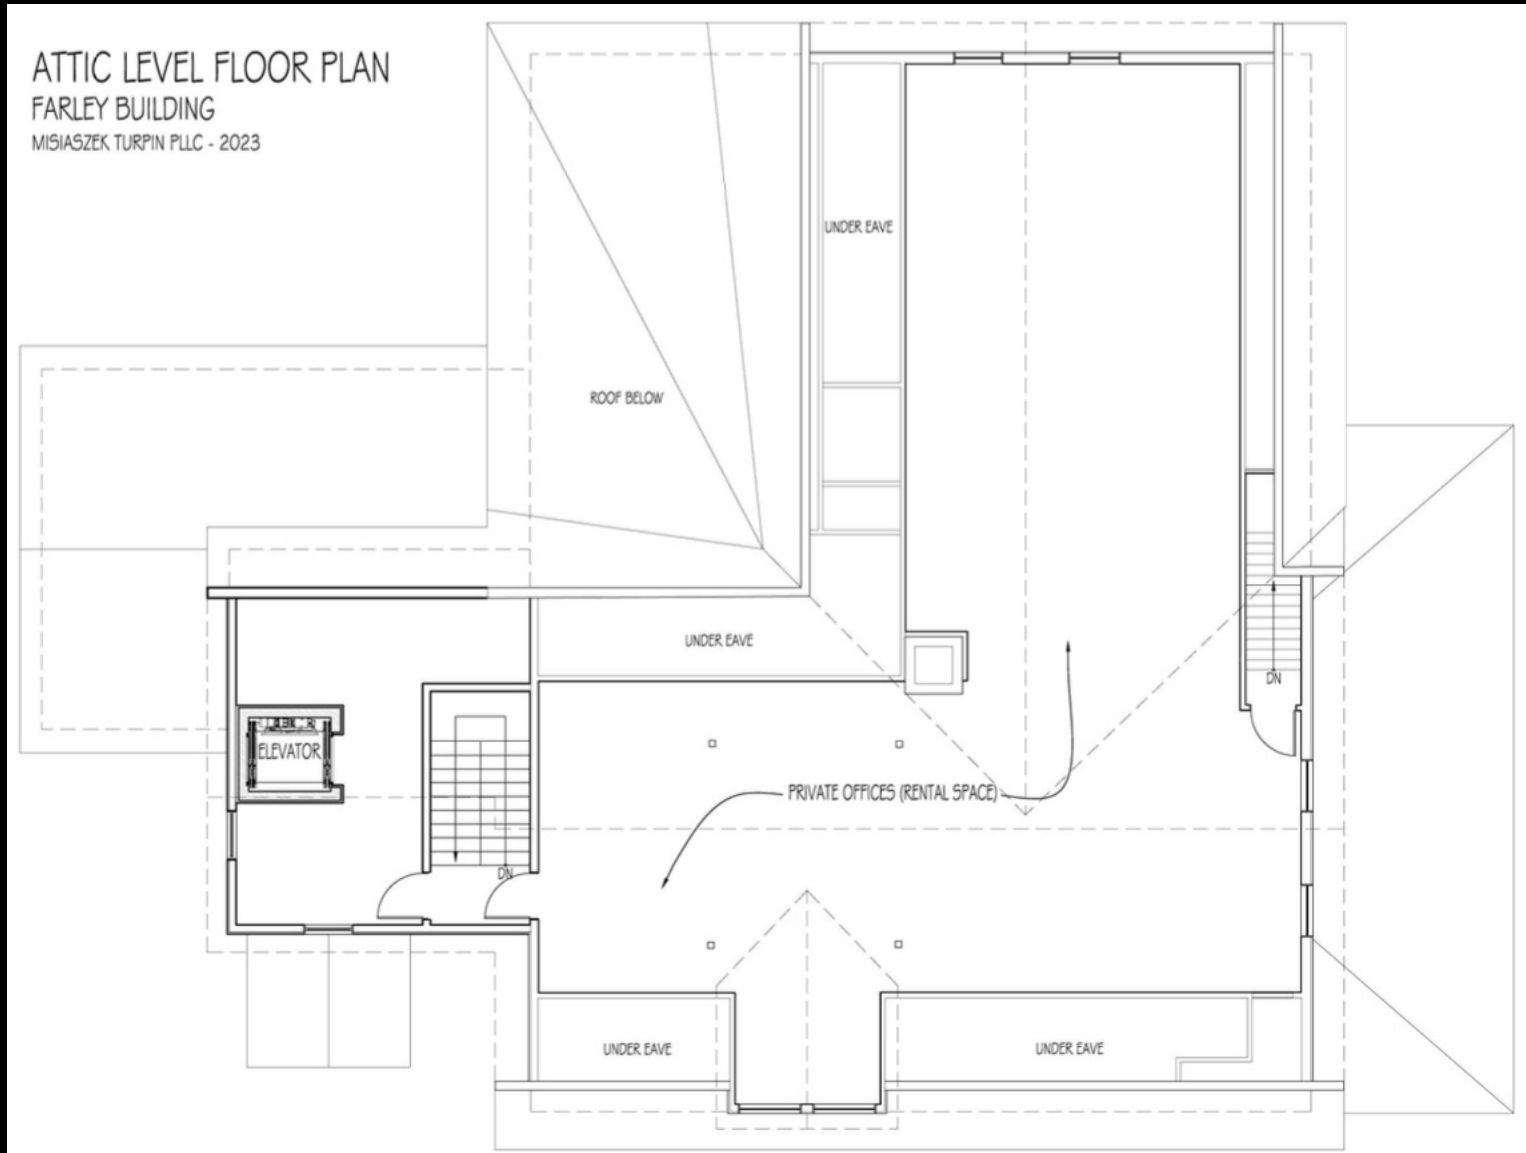 ATTIC LEVEL FLOOR PLAN
FARLEY BUILDING
MISIASZEK TURPIN PLLC - 2023
UNDER EAVE
ROOF BELOW
UNDER EAVE
DN
ELEVATOR
PRIVATE OFFICES (RENTAL SPACE)
DN
UNDER EAVE
UNDER EAVE